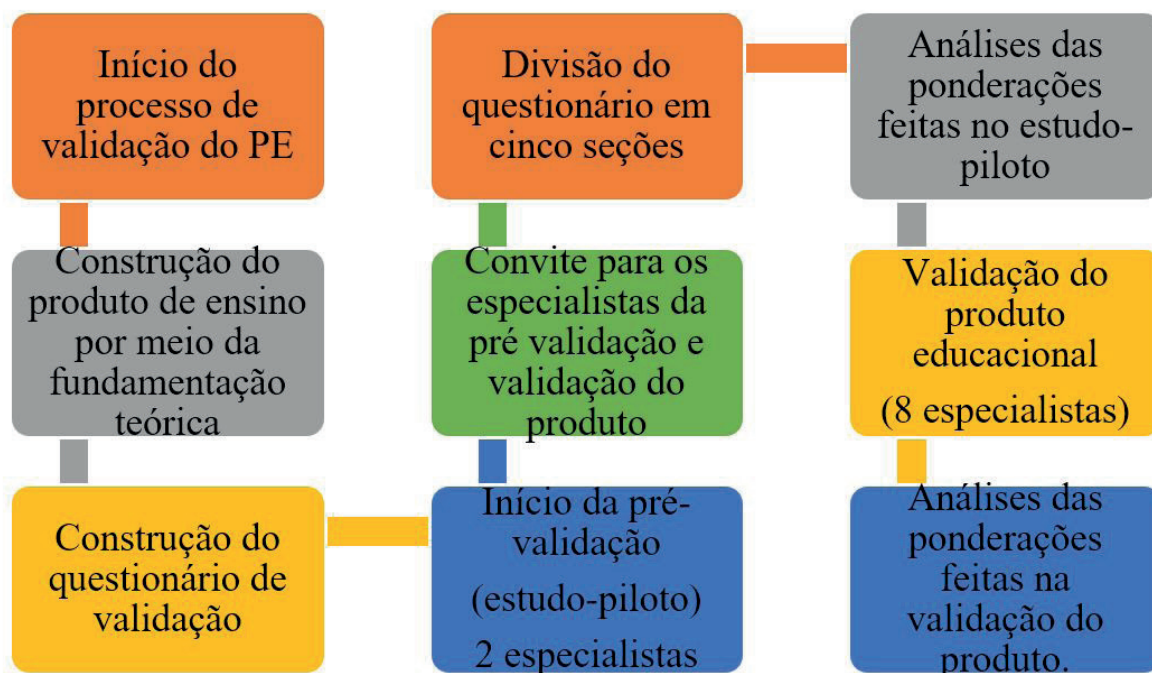 Início do
processo de
validação do PE
Construção do
produto de ensino
por meio da
fundamentação
teórica
Construção do
questionário de
validação
Início da pré-
validação
(estudo-piloto)
2 especialistas
Convite para os
especialistas da
pré validação e
validação do
produto
Divisão do
questionário em
cinco seções
Análises das
ponderações
feitas no estudo-
piloto
Validação do
produto
educacional
(8 especialistas)
Análises das
ponderações
feitas na
validação do
produto.